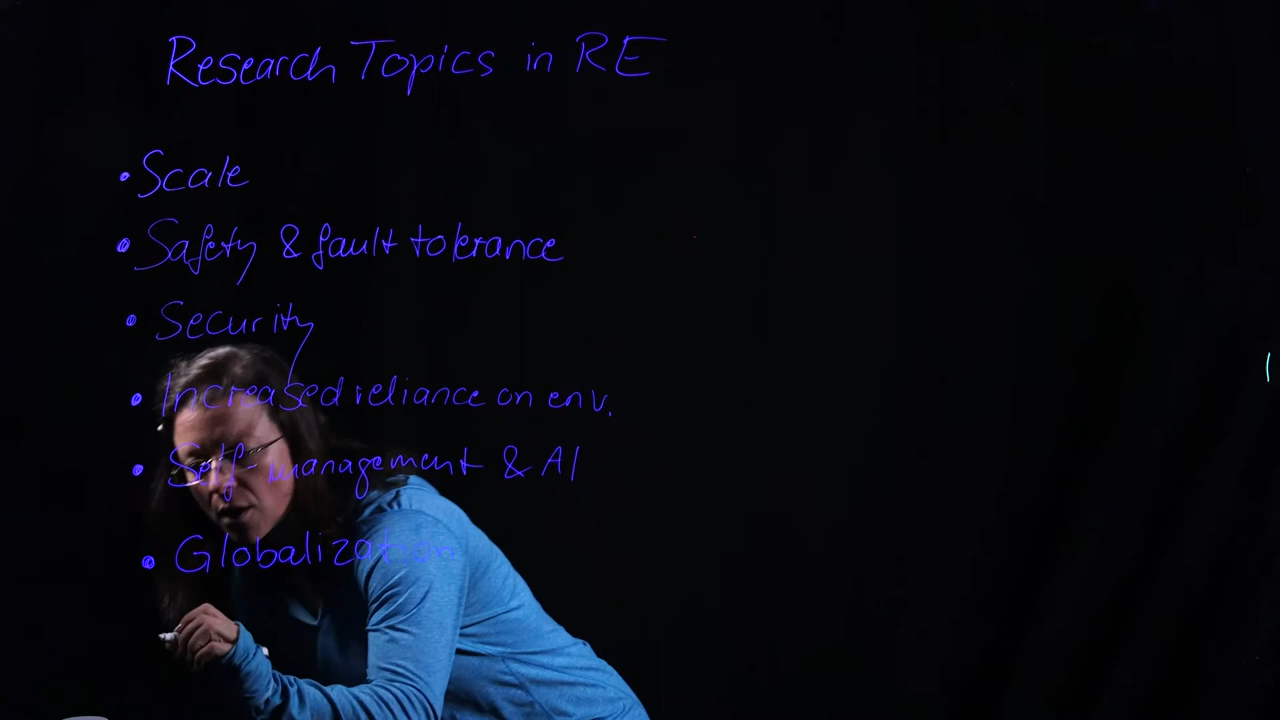 Research Topics in RE
• Scale
• Safety & fault tolerance
• Security
• Increased reliance on env.
• Self-management & AI
• Globalization